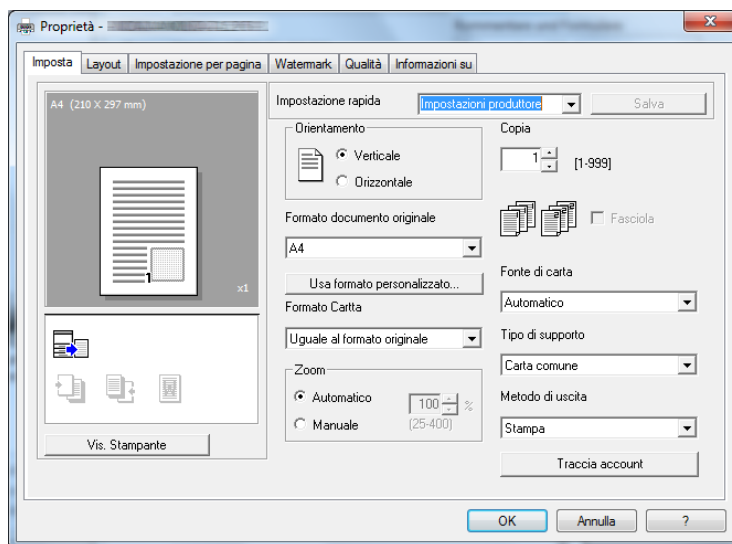 Proprietà -
Imposta Layout Impostazione per pagina Watermark Qualità Informazioni su
A4 (210 X 297 mm)
1
x1
Vis. Stampante
Impostazione rapida Impostazioni produttore Salva
Orientamento
Verticale
Orizzontale
Formato documento originale
A4
Usa formato personalizzato...
Formato Cartta
Uguale al formato originale
Zoom
Automatico 100 %
Manuale (25-400)
Copia
1 [1-999]
Fasciola
Fonte di carta
Automatico
Tipo di supporto
Carta comune
Metodo di uscita
Stampa
Traccia account
OK Annulla ?